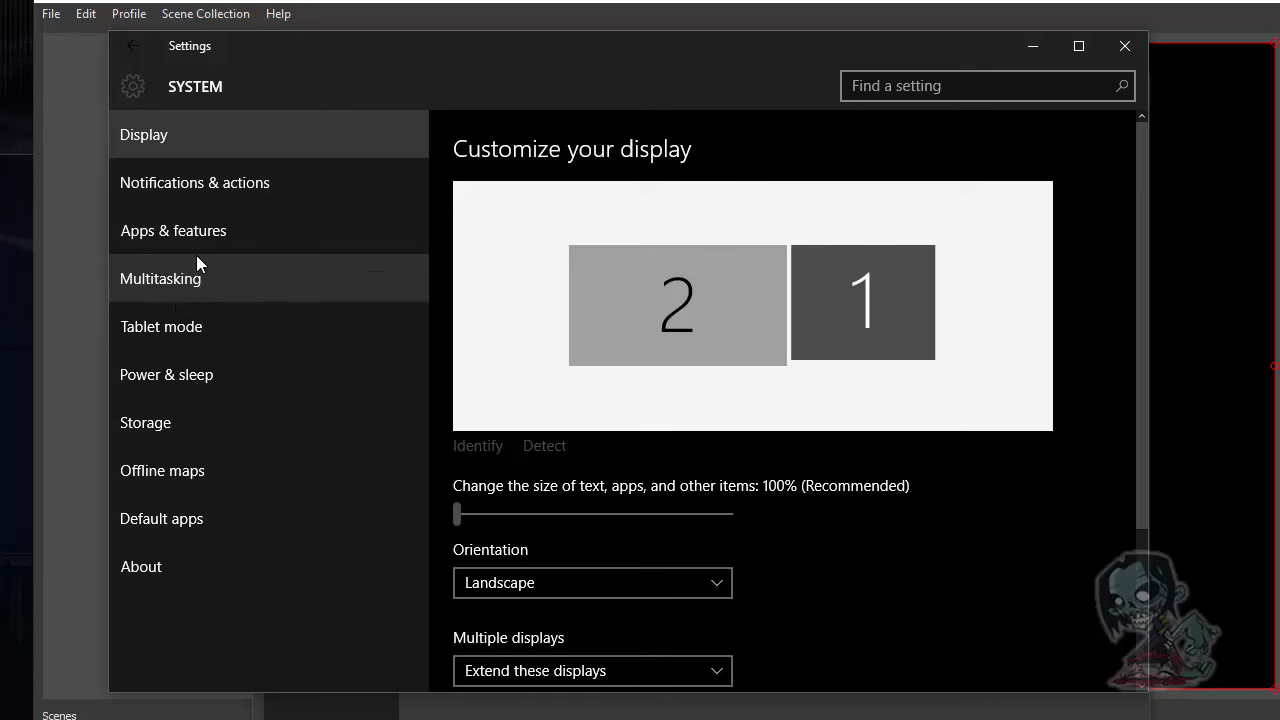 File Edit Profile Scene Collection Help
Settings
SYSTEM
Find a setting
Display
Notifications & actions
Apps & features
Multitasking
Tablet mode
Power & sleep
Storage
Offline maps
Default apps
About
Customize your display
2 1
Identify Detect
Change the size of text, apps, and other items: 100% (Recommended)
Orientation
Landscape
Multiple displays
Extend these displays
Scenes